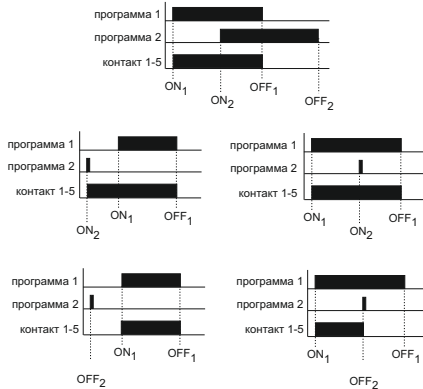 программа 1
программа 2
контакт 1-5
ON1
ON2
OFF1
OFF2
программа 1
программа 2
контакт 1-5
ON2
ON1
OFF1
программа 1
программа 2
контакт 1-5
ON1
ON2
OFF1
программа 1
программа 2
контакт 1-5
OFF2
ON1
OFF1
программа 1
программа 2
контакт 1-5
ON1
OFF2
OFF1